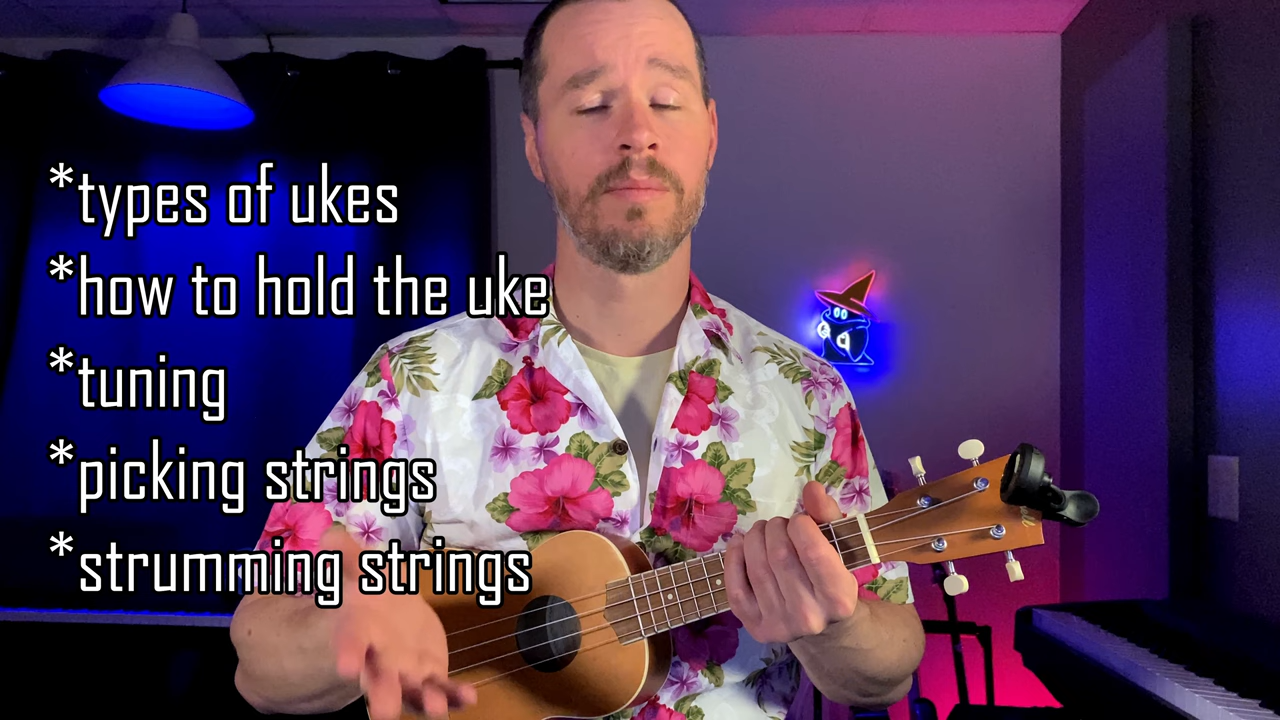 *types of ukes
*how to hold the uke
*tuning
*picking strings
*strumming strings